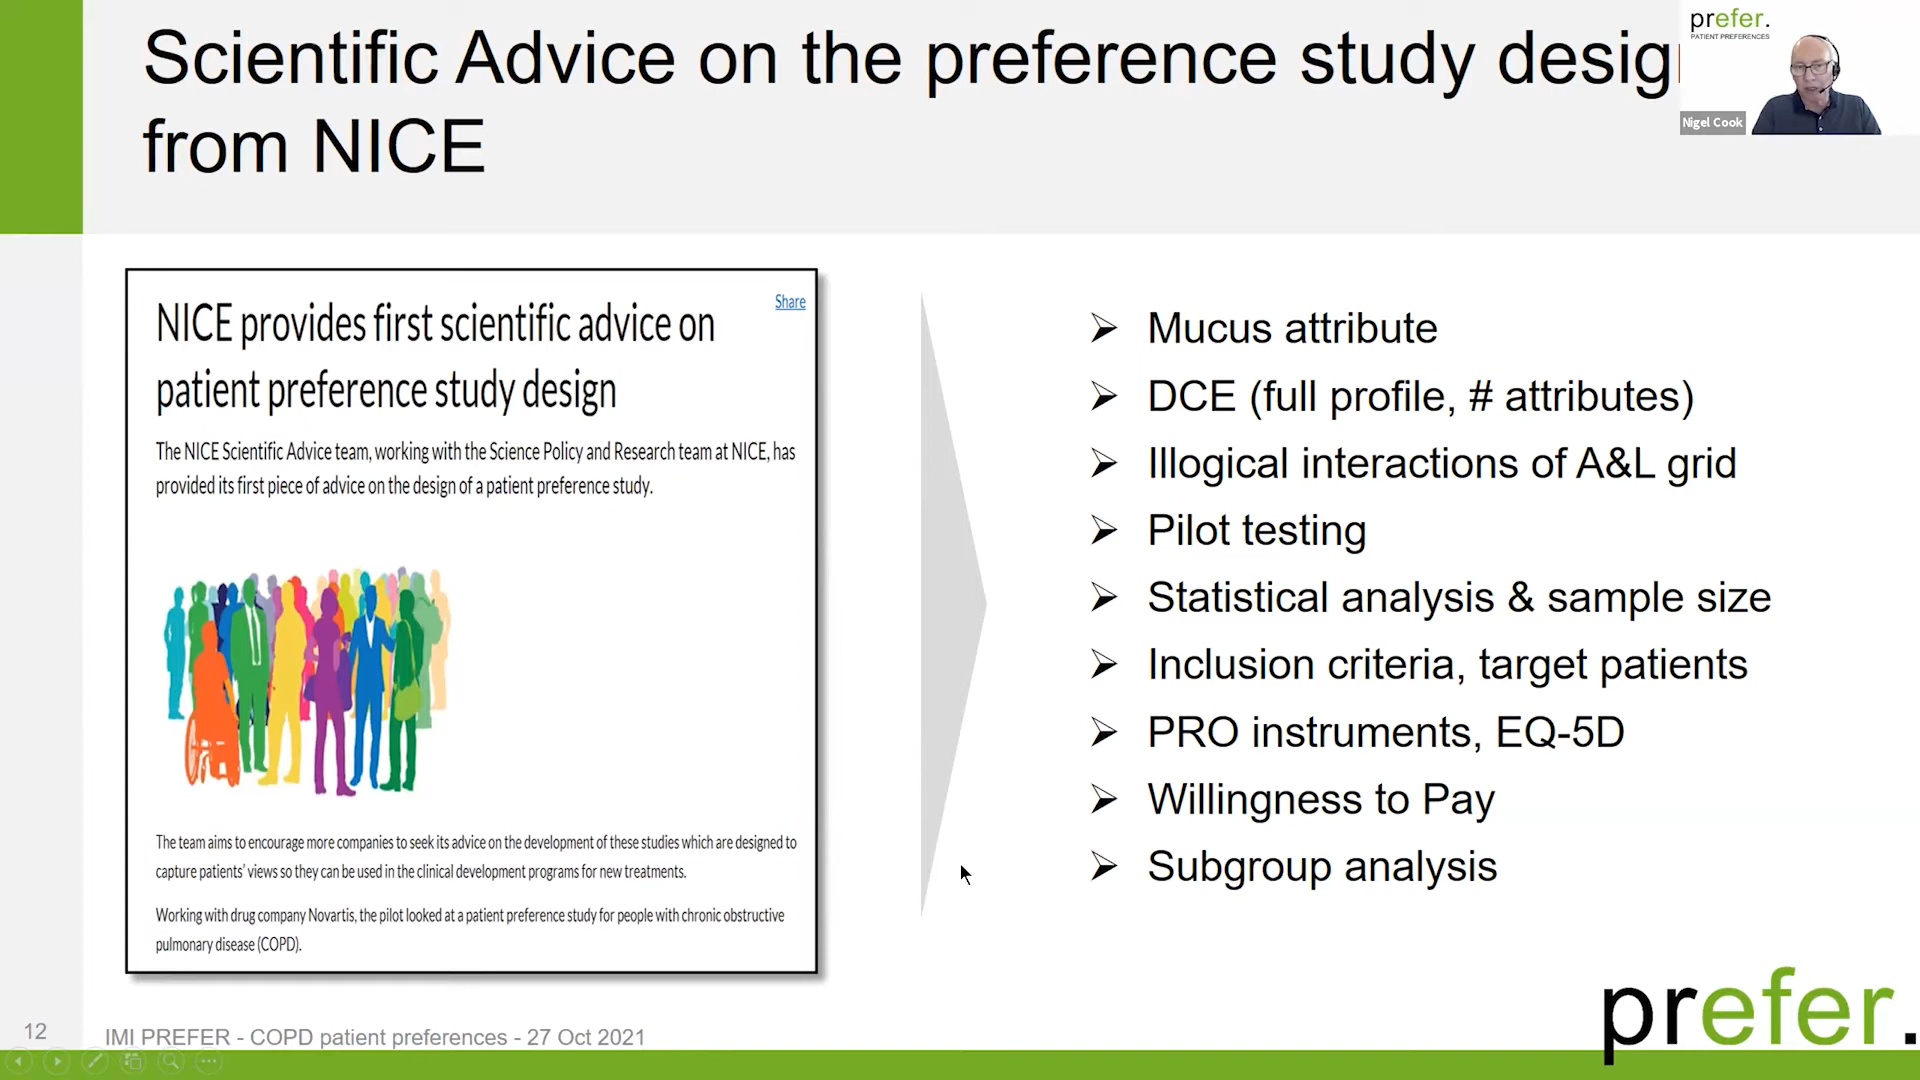 Scientific Advice on the preference study desig
from NICE
prefer.
PATIENT PREFERENCES
Nigel Cook
Share
NICE provides first scientific advice on
patient preference study design
The NICE Scientific Advice team, working with the Science Policy and Research team at NICE, has
provided its first piece of advice on the design of a patient preference study.
The team aims to encourage more companies to seek its advice on the development of these studies which are designed to
capture patients' views so they can be used in the clinical development programs for new treatments.
Working with drug company Novartis, the pilot looked at a patient preference study for people with chronic obstructive
pulmonary disease (COPD).
➢ Mucus attribute
➢ DCE (full profile, # attributes)
➢ Illogical interactions of A&L grid
➢ Pilot testing
➢ Statistical analysis & sample size
➢ Inclusion criteria, target patients
➢ PRO instruments, EQ-5D
➢ Willingness to Pay
➢ Subgroup analysis
12
IMI PREFER - COPD patient preferences - 27 Oct 2021
prefer.